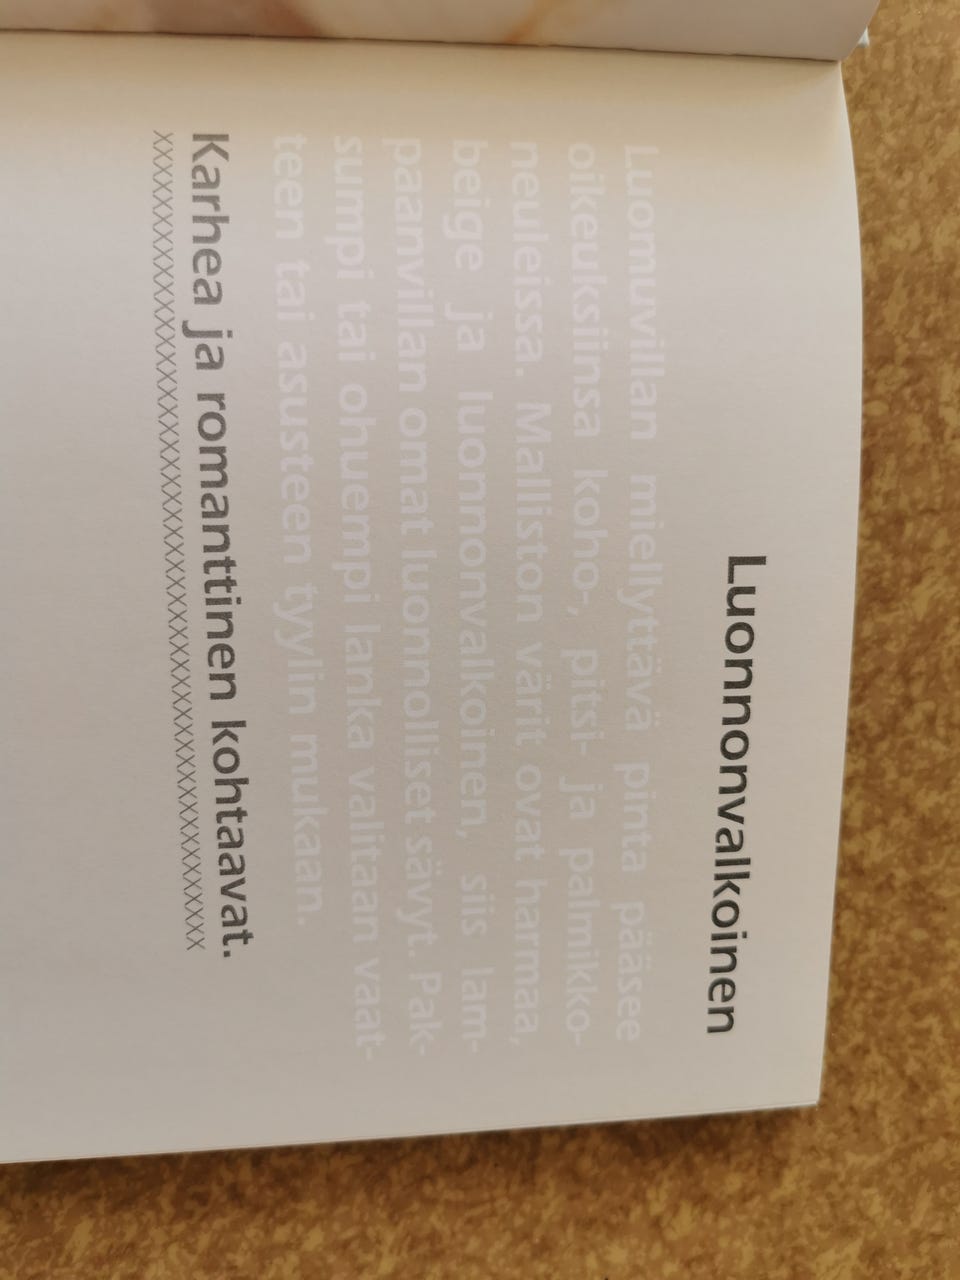 Luonnonvalkoinen
Luomuvillan miellyttävä pinta pääsee
oikeuksiinsa koho-, pitsi- ja palmikko-
neuleissa. Malliston värit ovat harmaa,
beige ja luonnonvalkoinen, siis lam-
paanvillan omat luonnolliset sävyt. Pak-
sumpi tai ohuempi lanka valitaan vaat-
teen tai asusteen tyylin mukaan.
Karhea ja romanttinen kohtaavat.
XXXXXXXXXXXXXXXXXXXXXXXXXXXXXXXXXXXXXXXXXXXXXXXXXXXXXXX